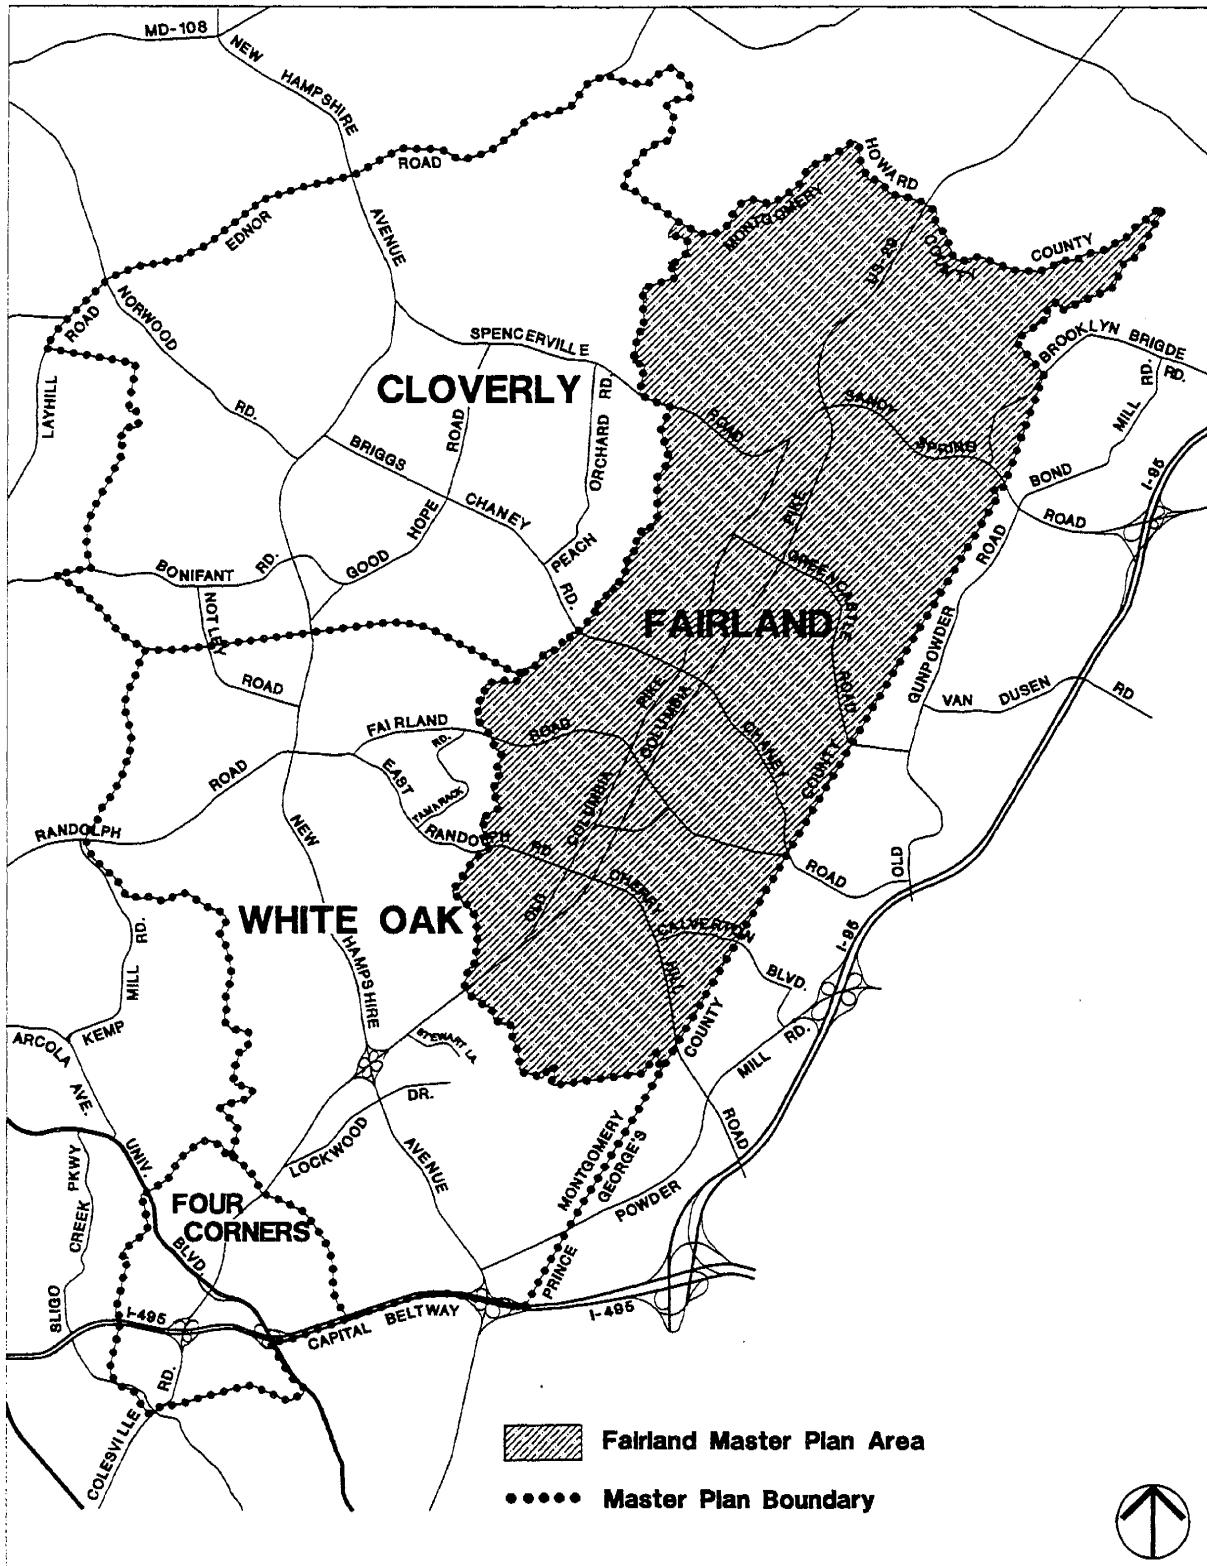 MD-108
NEW
HAMPSHIRE
ROAD
HOWARD
MONTGOMERY
EDNOR
AVENUE
COUNTY
COUNTY
US 29
NORWOOD
ROAD
SPENCERVILLE
BROOKLYN BRIGDE
RD.
RD.
CLOVERLY
LAYHILL
RD.
ROAD
ORCHARD
RD.
ROAD
SANDY
MILL
BRIGGS
SPRING
BOND
I-95
CHANEY
HOPE
PIKE
ROAD
ROAD
BONIFANT
RD.
GOOD
PEACH
RD.
GREENCASTLE
NOTLEY
FAIRLAND
ROAD
GUNPOWDER
ROAD
PIKE
COLUMBIA
VAN DUSEN
RD
FAIRLAND
ROAD
CHANEY
ROAD
RD.
COUNTY
EAST
TAMARACK
COLUMBIA
RANDOLPH
NEW
RANDOLPH
RD.
ROAD
OLD
WHITE OAK
CHERRY
OLD
RD.
CALVERTON
I-95
MILL
HAMPSHIRE
HILL
BLVD.
ARCOLA
KEMP
STEWART LA.
COUNTY
MILL
RD.
AVE.
DR.
LOCKWOOD
ROAD
PKWY
UNIV.
AVENUE
MONTGOMERY
GEORGE'S
FOUR
CORNERS
POWDER
CREEK
BLVD.
PRINCE
SLIGO
I-495
CAPITAL
BELTWAY
I-495
RD.
COLESVILLE
Fairland Master Plan Area
Master Plan Boundary